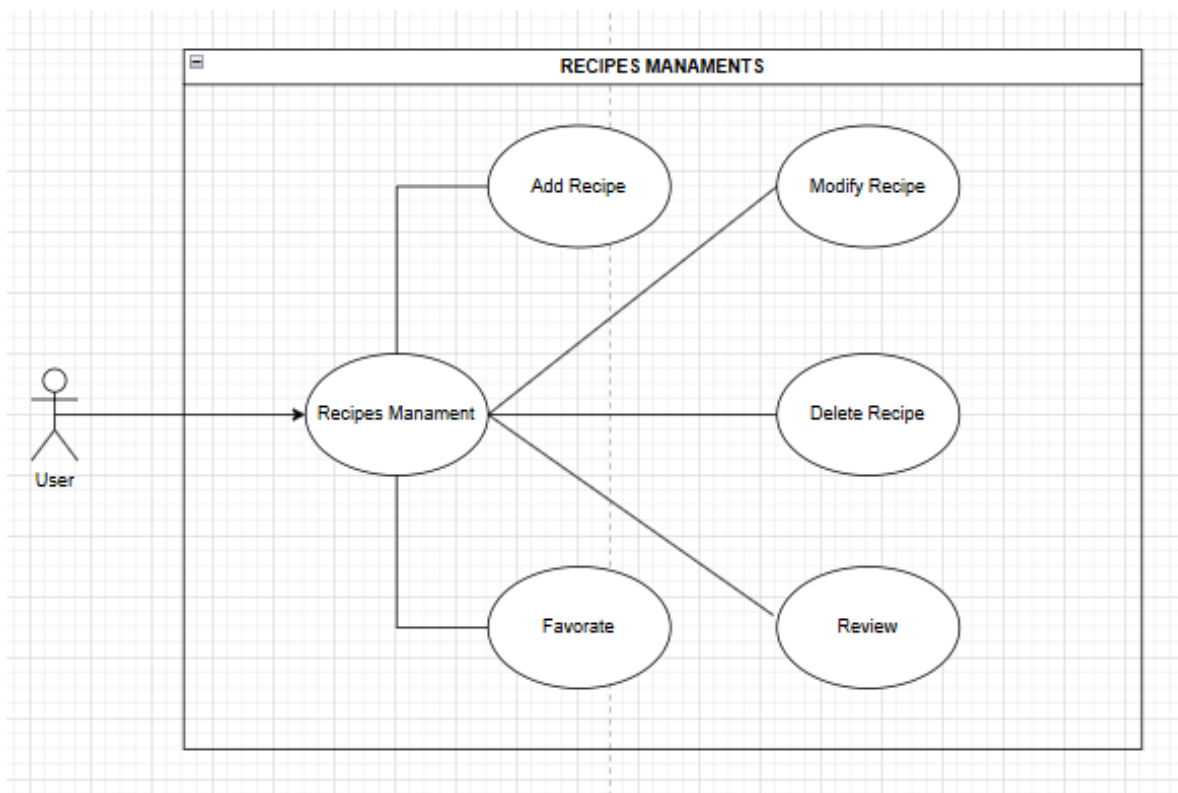 RECIPES MANAMENTS
Add Recipe
Modify Recipe
Recipes Manament
Delete Recipe
User
Favorate
Review